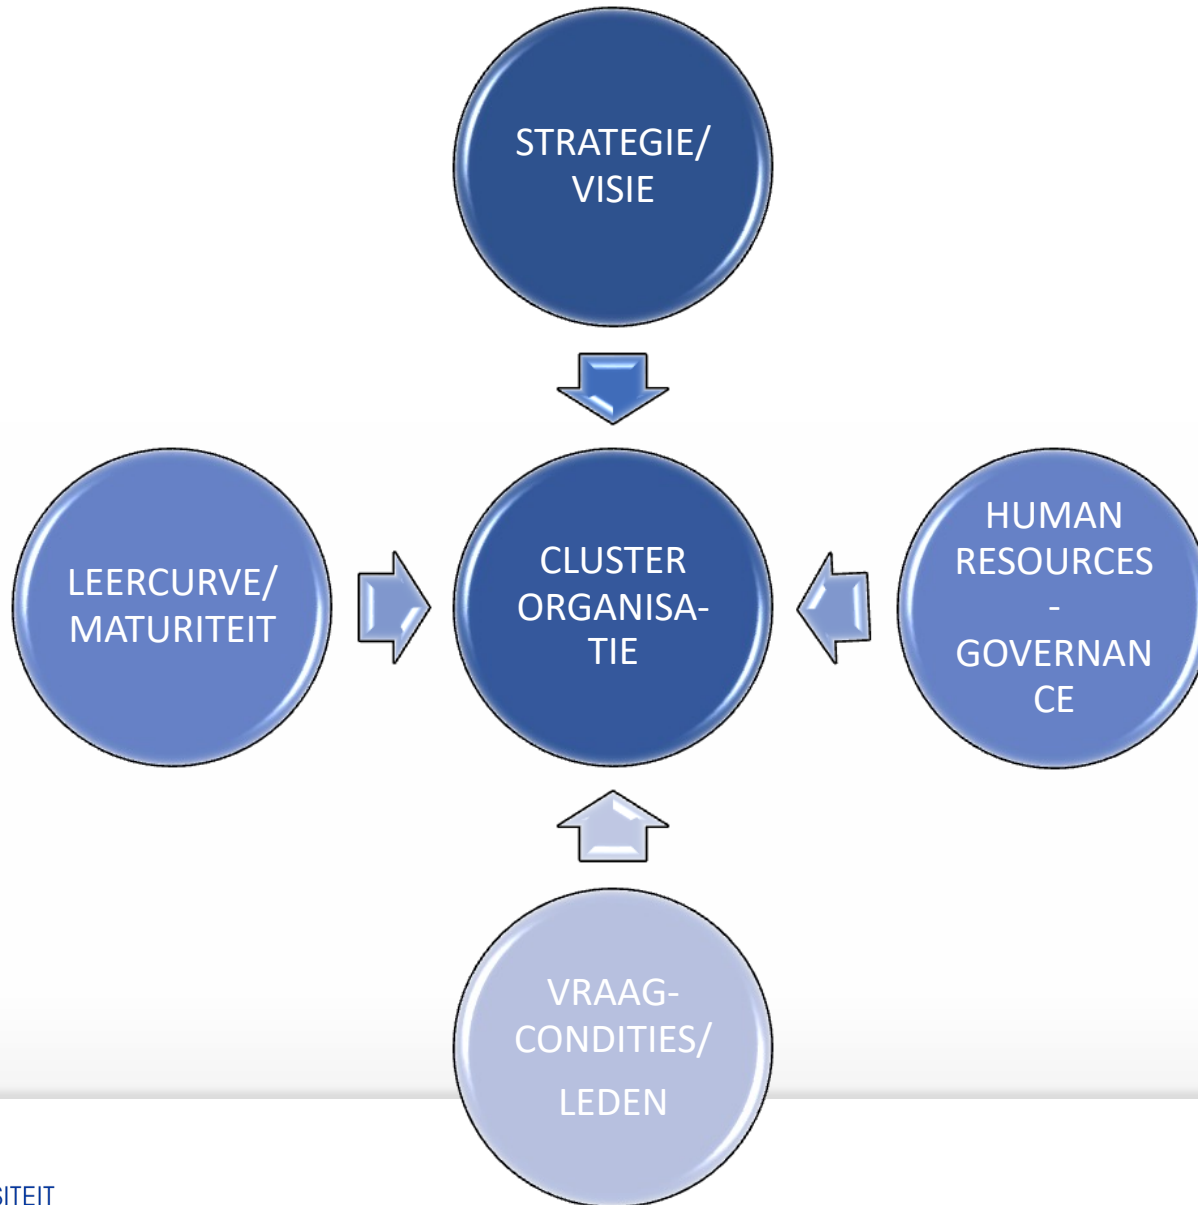 STRATEGIE/
VISIE
LEERCURVE/
MATURITEIT
CLUSTER
ORGANISA-
TIE
HUMAN
RESOURCES
-
GOVERNAN
CE
VRAAG-
CONDITIES/
LEDEN
SITEIT